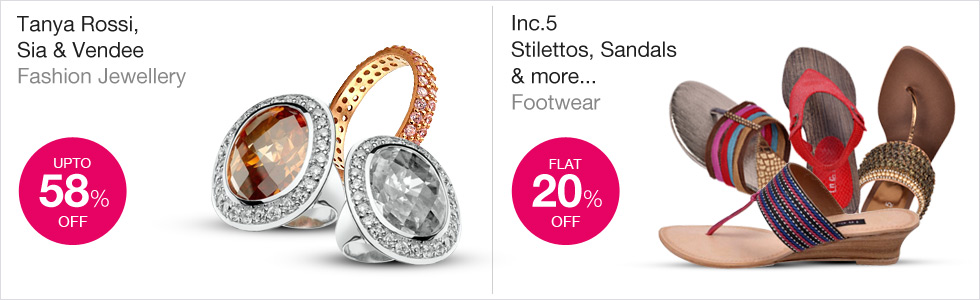 Tanya Rossi,
Sia & Vendee
Fashion Jewellery
UPTO
58%
OFF
Inc.5
Stilettos, Sandals
& more...
Footwear
FLAT
20%
OFF